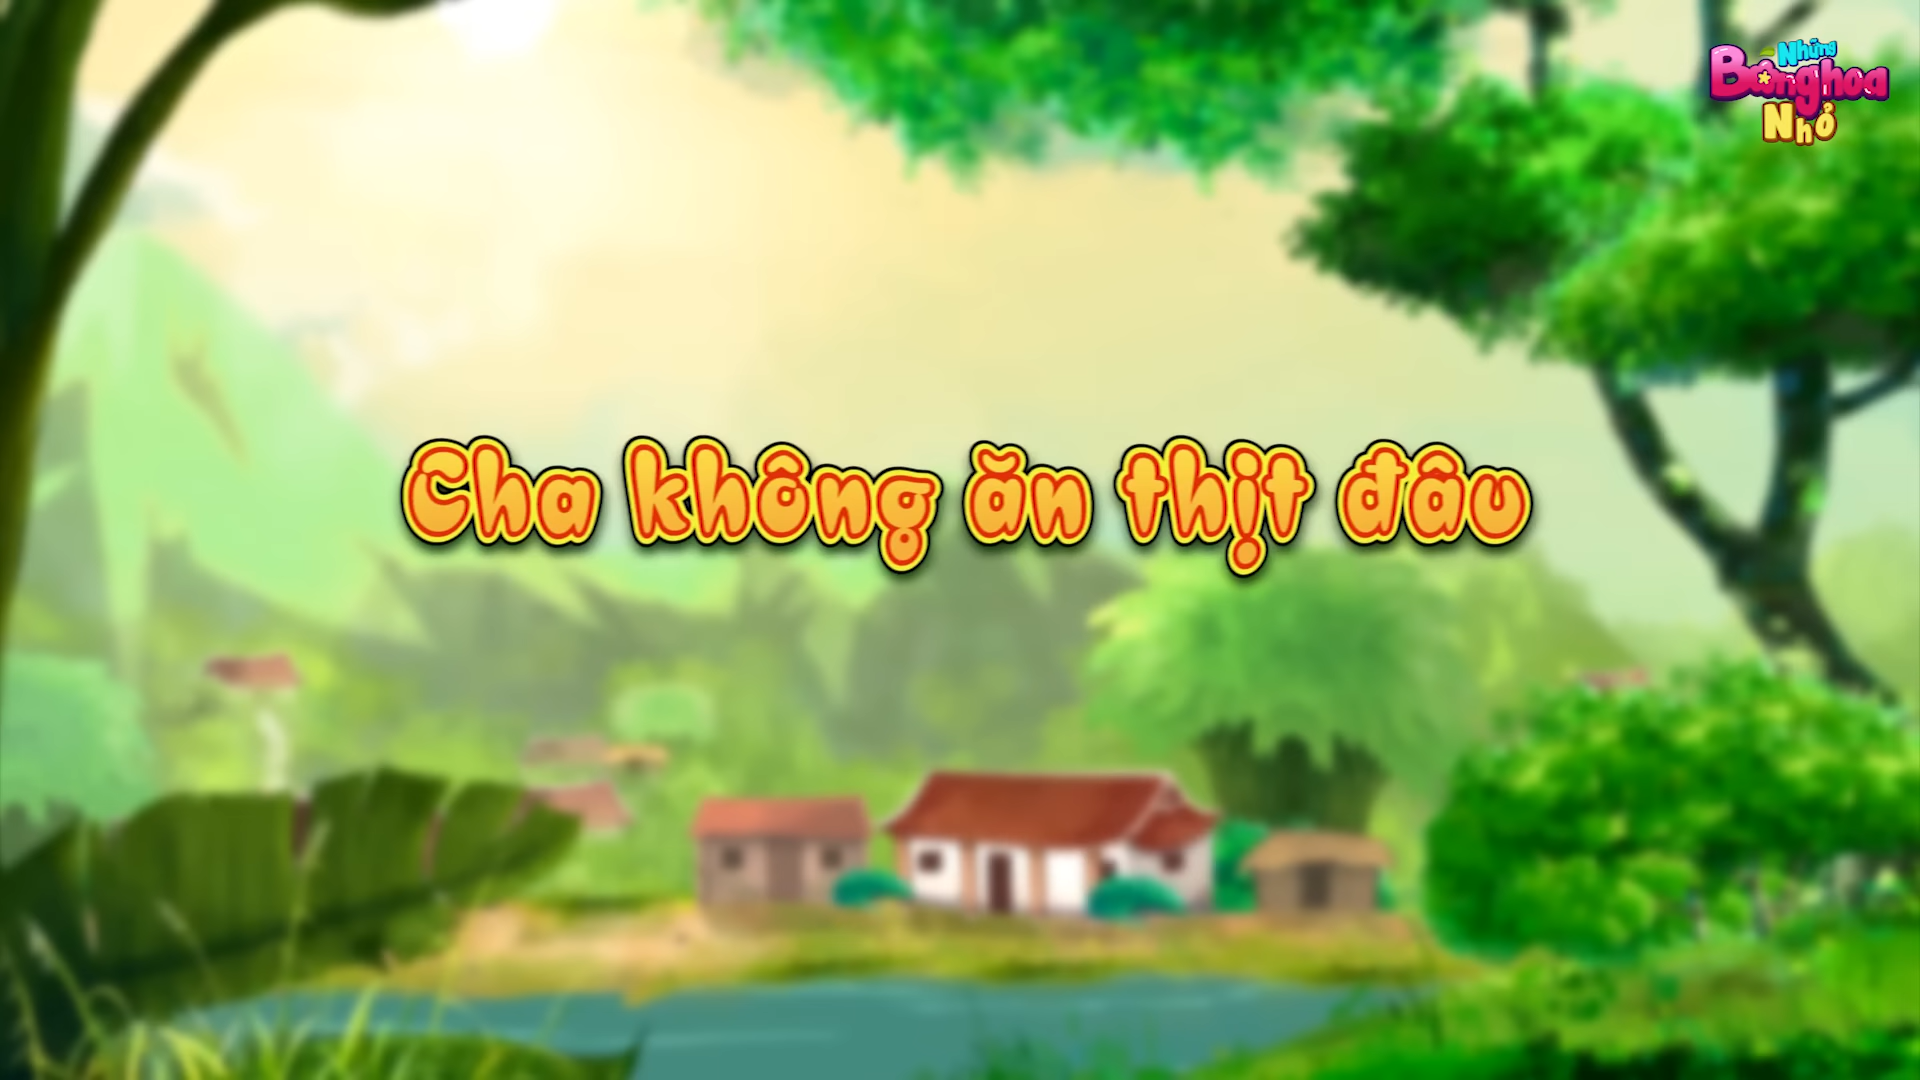 Những
Bông hoa
Nhỏ
Cha không ăn thịt đâu